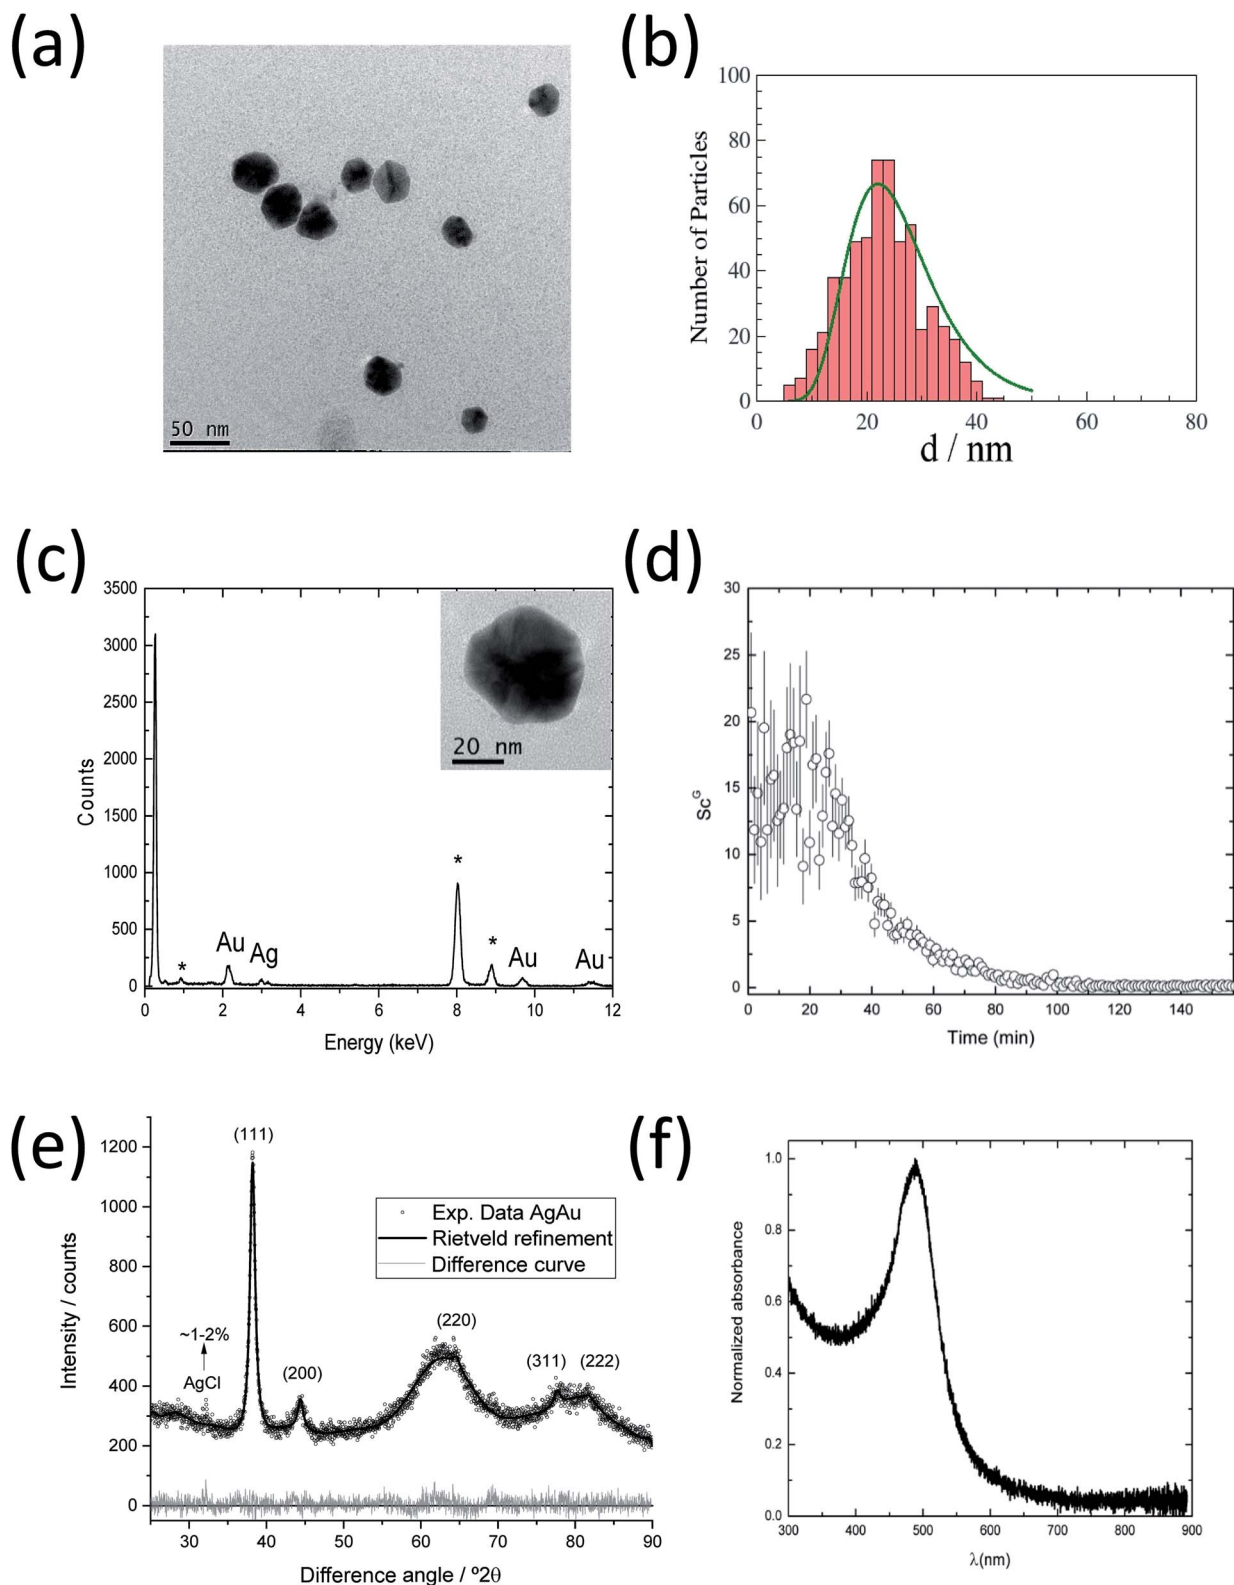 (a)
50 nm
(b)
100
80
60
40
20
0
Number of Particles
0 20 40 60 80
d / nm
(c)
3500
3000
2500
2000
1500
1000
500
0
Counts
20 nm
*
Au
Ag
*
*
Au
Au
0 2 4 6 8 10 12
Energy (keV)
(d)
30
25
20
15
10
5
0
Sc^G
0 20 40 60 80 100 120 140
Time (min)
(e)
1200
1000
800
600
400
200
0
Intensity / counts
(111)
Exp. Data AgAu
Rietveld refinement
Difference curve
~1-2%
AgCl
(200)
(220)
(311)
(222)
30 40 50 60 70 80 90
Difference angle / º2θ
(f)
1.0
0.8
0.6
0.4
0.2
0.0
Normalized absorbance
300 400 500 600 700 800 900
λ(nm)